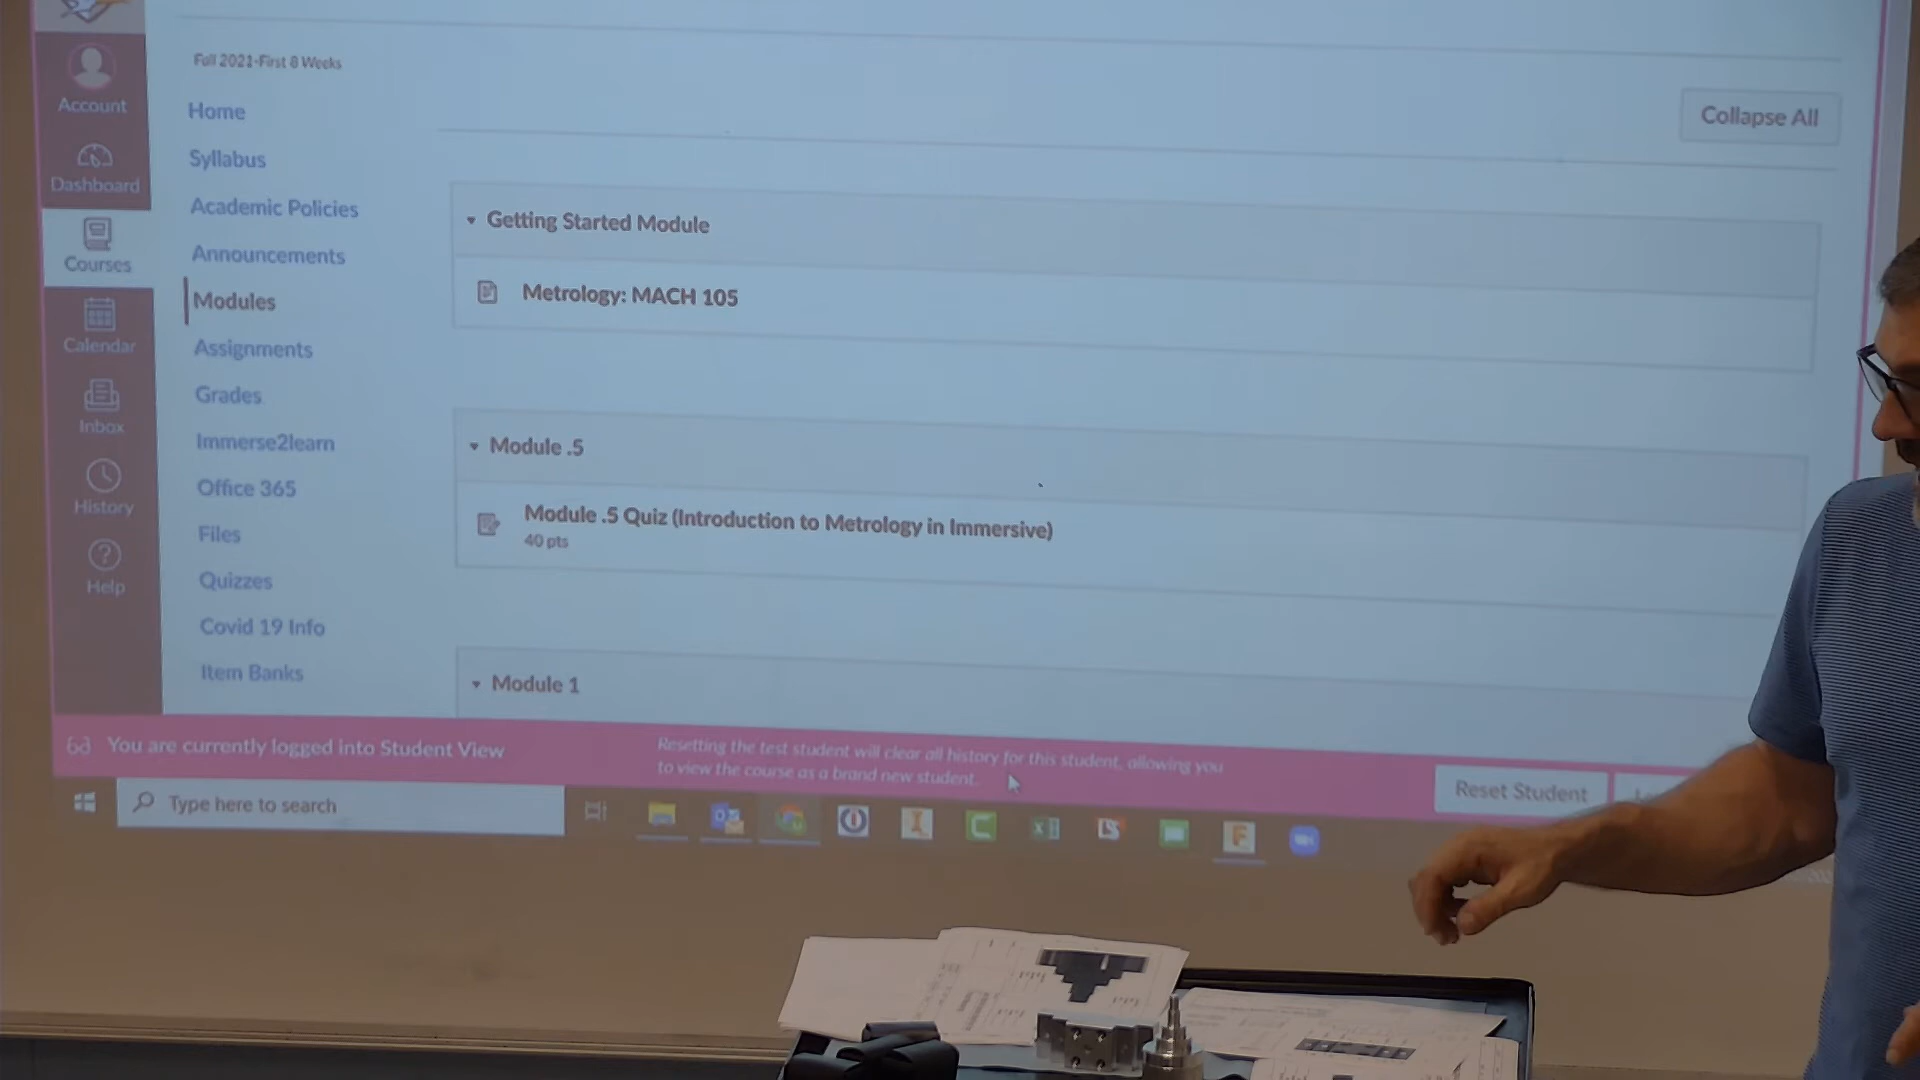 Fall 2021-First 8 Weeks
Account
Dashboard
Courses
Calendar
Inbox
History
Help
Home
Syllabus
Academic Policies
Announcements
Modules
Assignments
Grades
Immerse2learn
Office 365
Files
Quizzes
Covid 19 Info
Item Banks
Collapse All
Getting Started Module
Metrology: MACH 105
Module .5
Module .5 Quiz (Introduction to Metrology in Immersive)
40 pts
Module 1
You are currently logged into Student View
Resetting the test student will clear all history for this student, allowing you
to view the course as a brand new student.
Reset Student
Type here to search